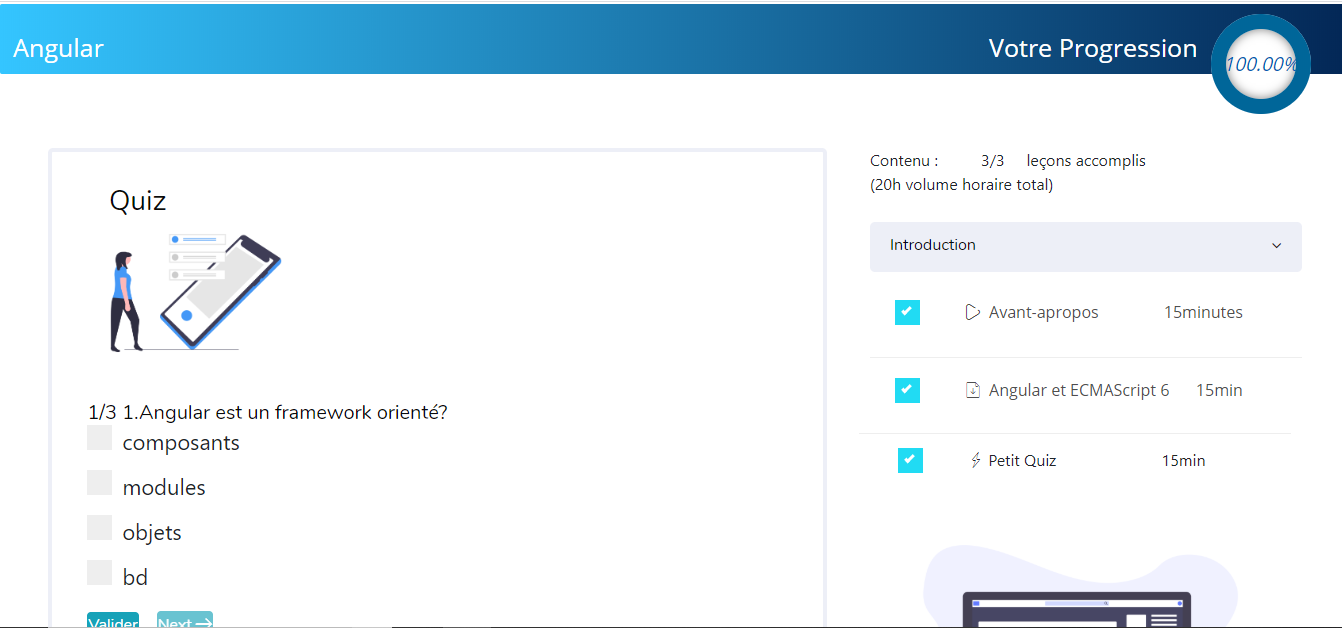 Angular
Votre Progression
100.00%
Quiz
1/3 1.Angular est un framework orienté?
composants
modules
objets
bd
Valider
Next →
Contenu : 3/3 leçons accomplis
(20h volume horaire total)
Introduction
Avant-apropos 15minutes
Angular et ECMAScript 6 15min
Petit Quiz 15min